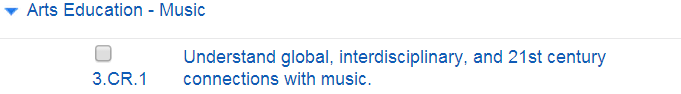 Arts Education - Music
Understand global, interdisciplinary, and 21st century
3.CR.1 connections with music.